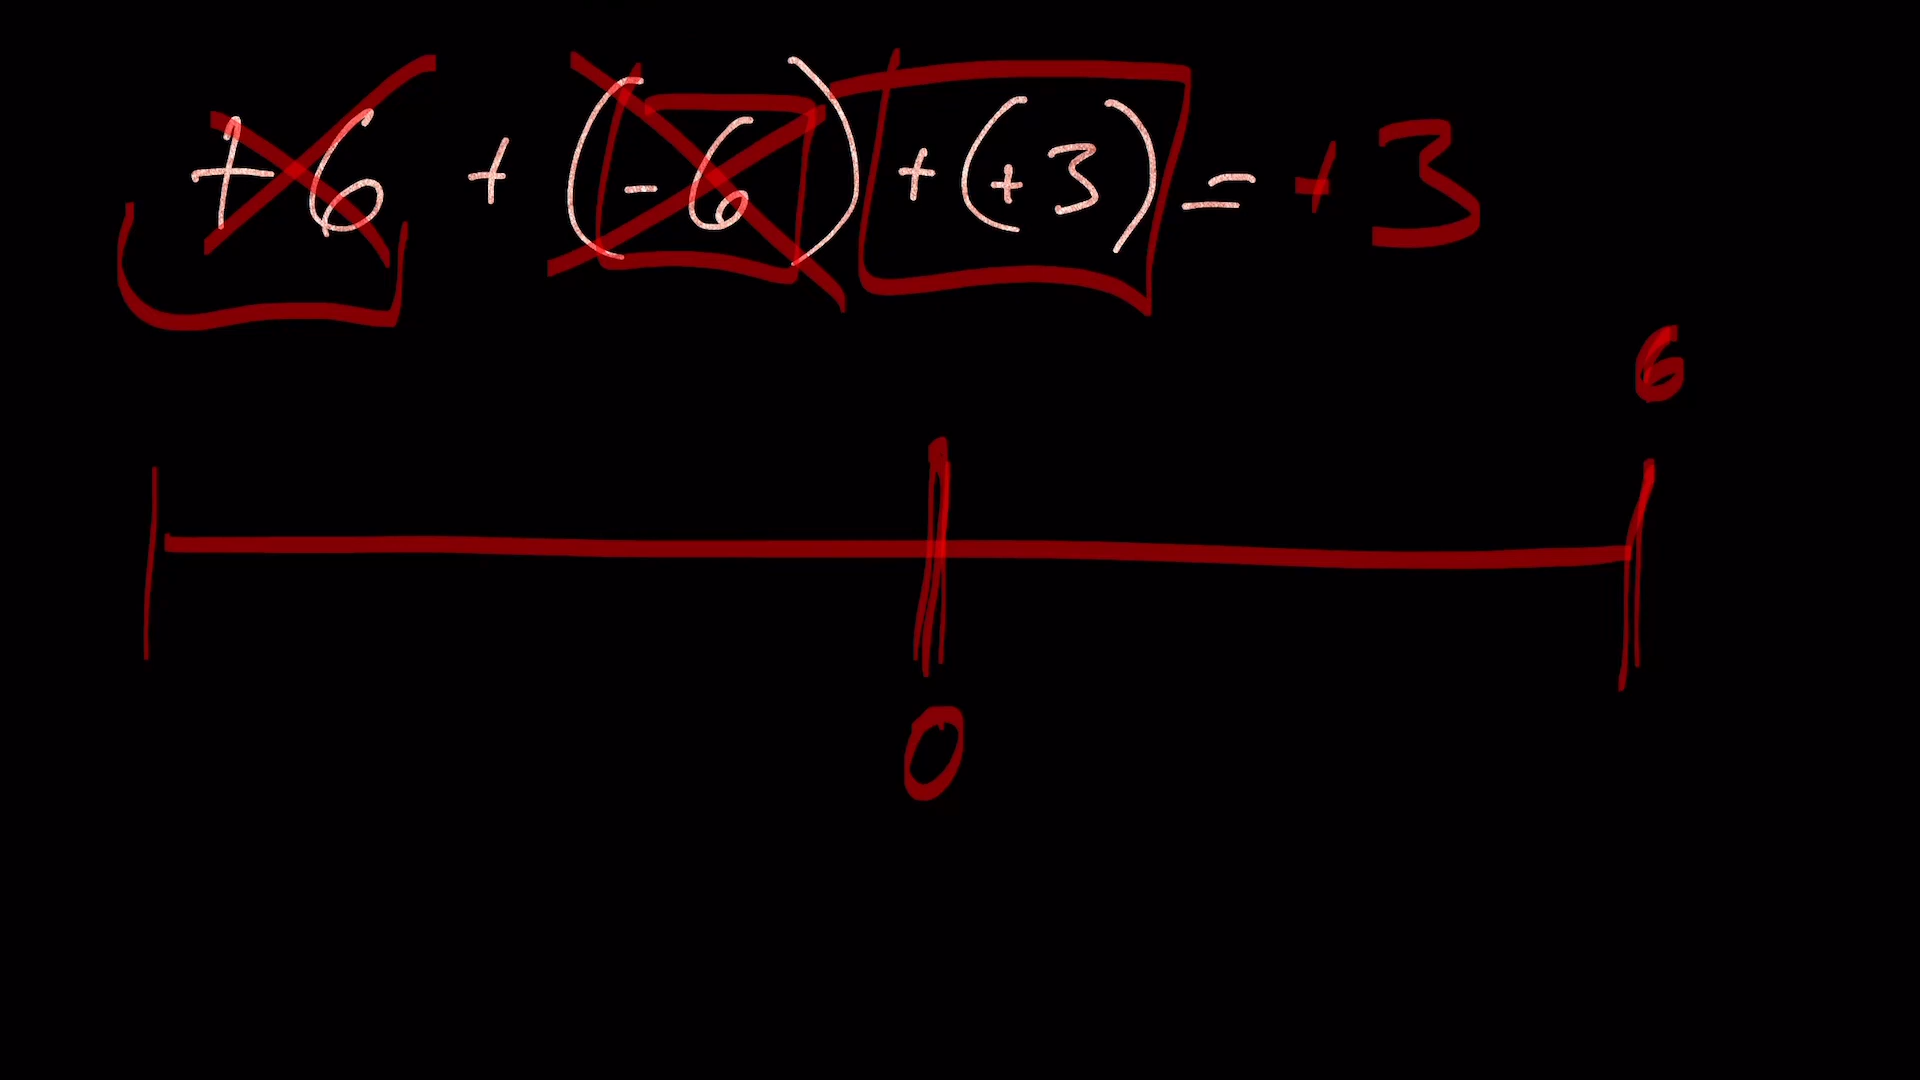 +6 + (-6) + (+3) = +3
6
0